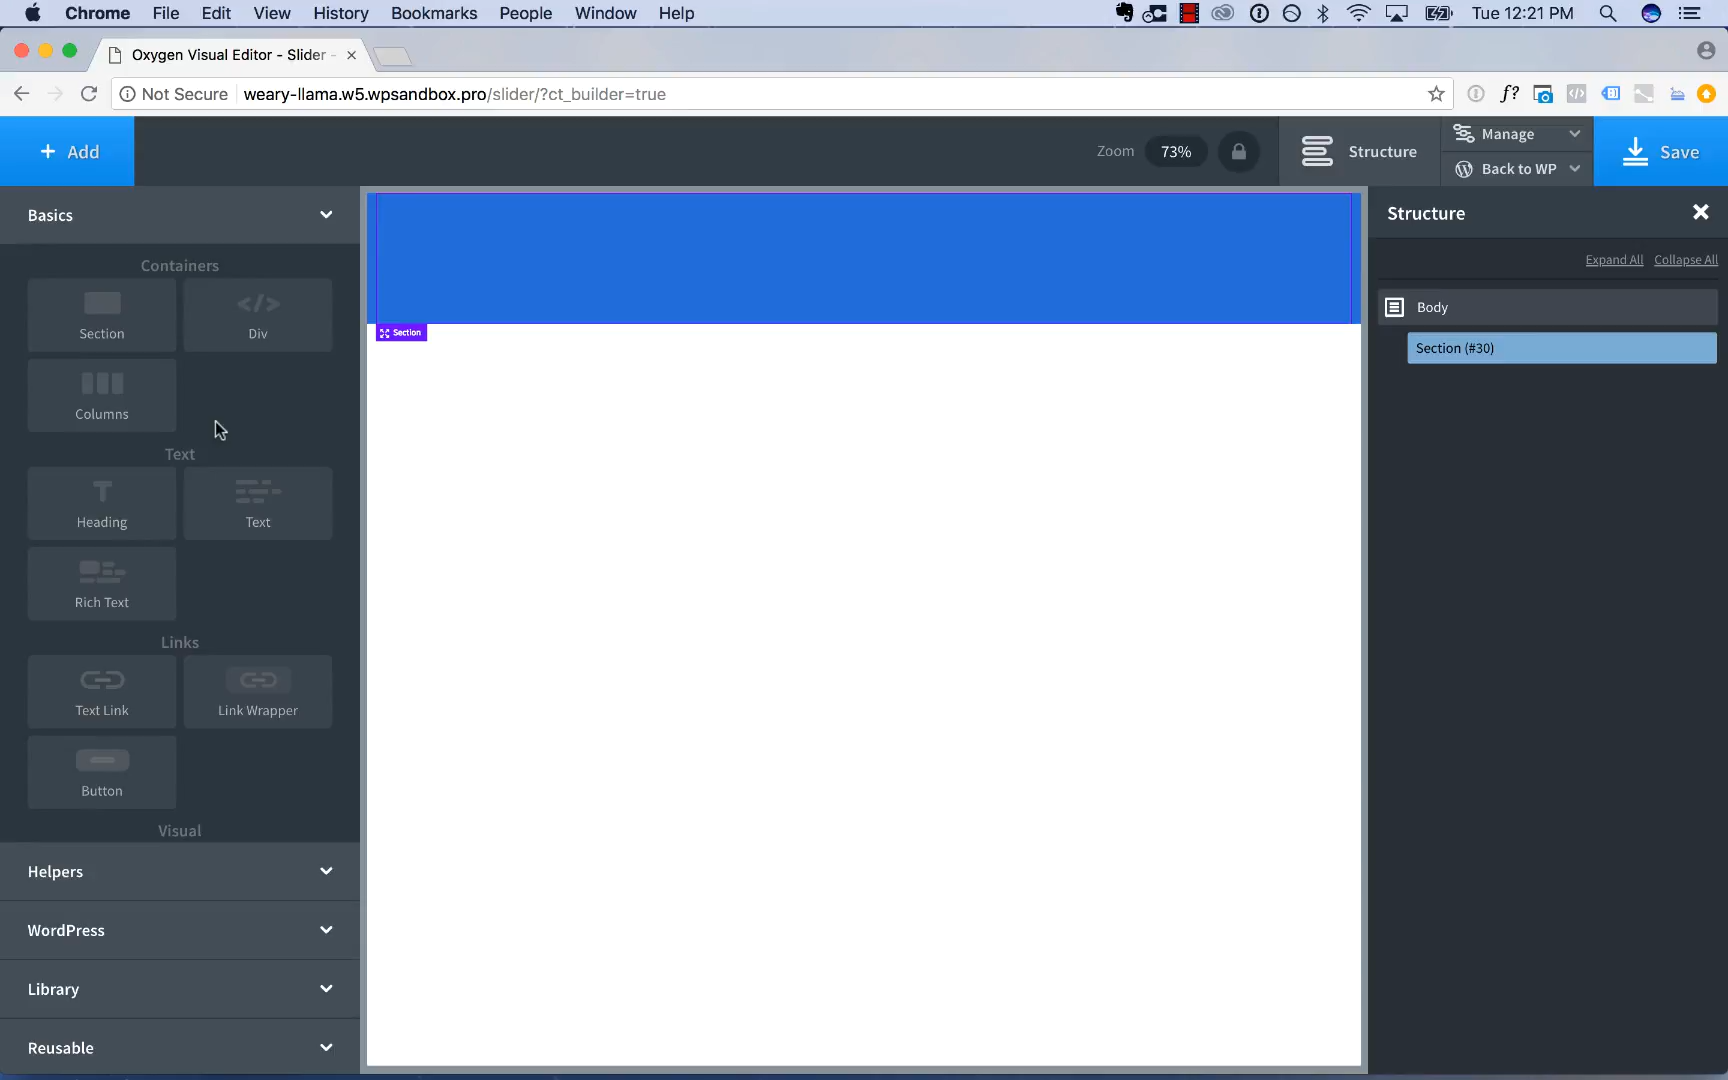 Chrome File Edit View History Bookmarks People Window Help
Tue 12:21 PM
Oxygen Visual Editor - Slider -
Not Secure weary-llama.w5.wpsandbox.pro/slider/?ct_builder=true
f?
+ Add
Zoom 73%
Structure
Manage
Back to WP
Save
Basics
Containers
Section
</>
Div
Columns
Text
T
Heading
Text
Rich Text
Links
Text Link
Link Wrapper
Button
Visual
Helpers
WordPress
Library
Reusable
Section
Structure
Expand All Collapse All
Body
Section (#30)